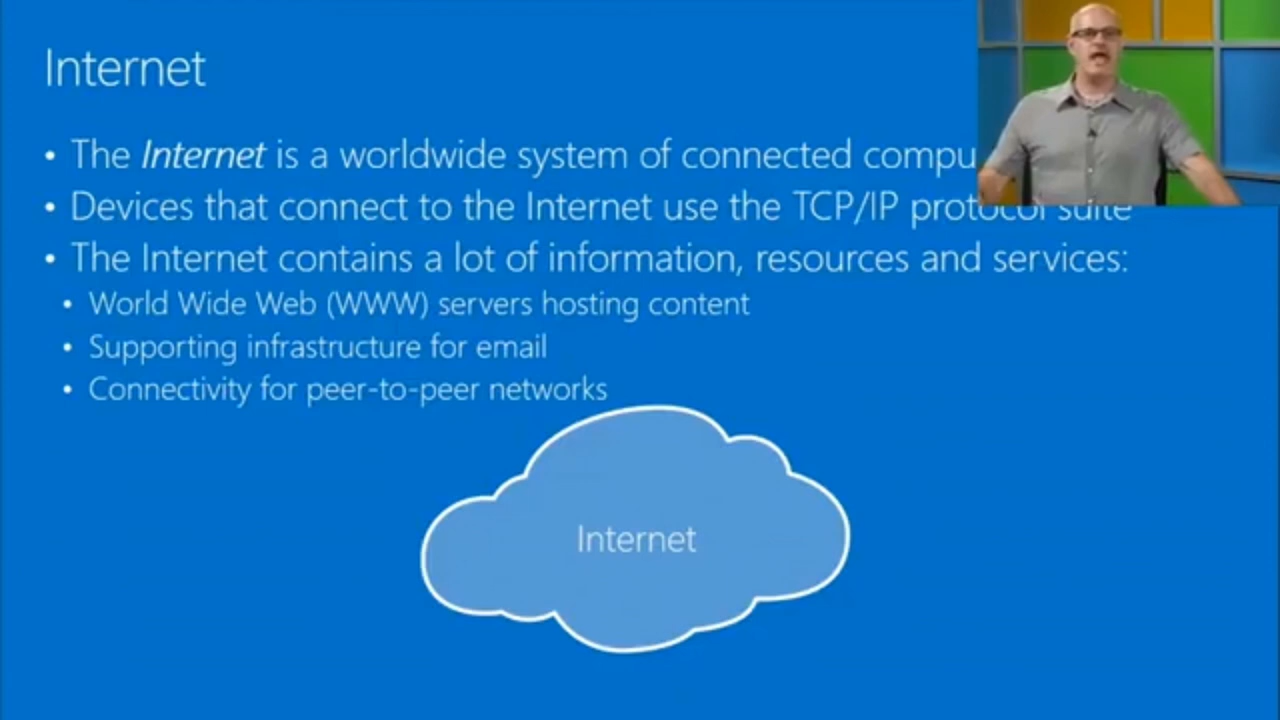 Internet
• The Internet is a worldwide system of connected compu
• Devices that connect to the Internet use the TCP/IP protocol suite
• The Internet contains a lot of information, resources and services:
• World Wide Web (WWW) servers hosting content
• Supporting infrastructure for email
• Connectivity for peer-to-peer networks
Internet